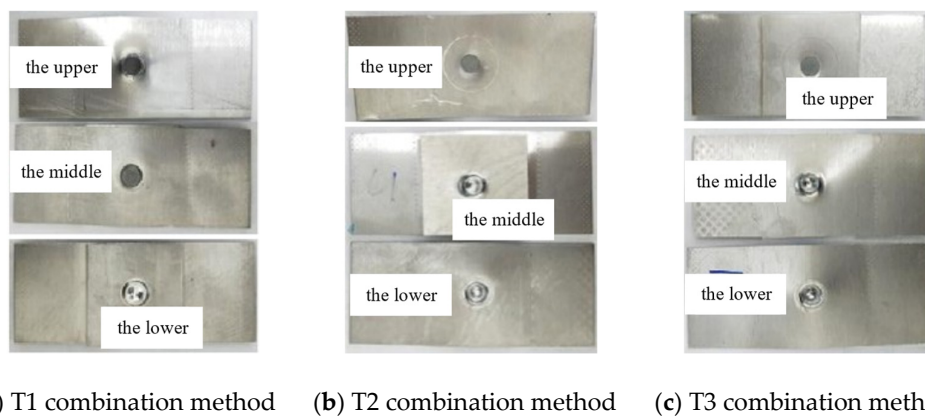 the upper
the middle
the lower
the upper
the middle
the lower
the upper
the middle
the lower
) T1 combination method (b) T2 combination method (c) T3 combination meth